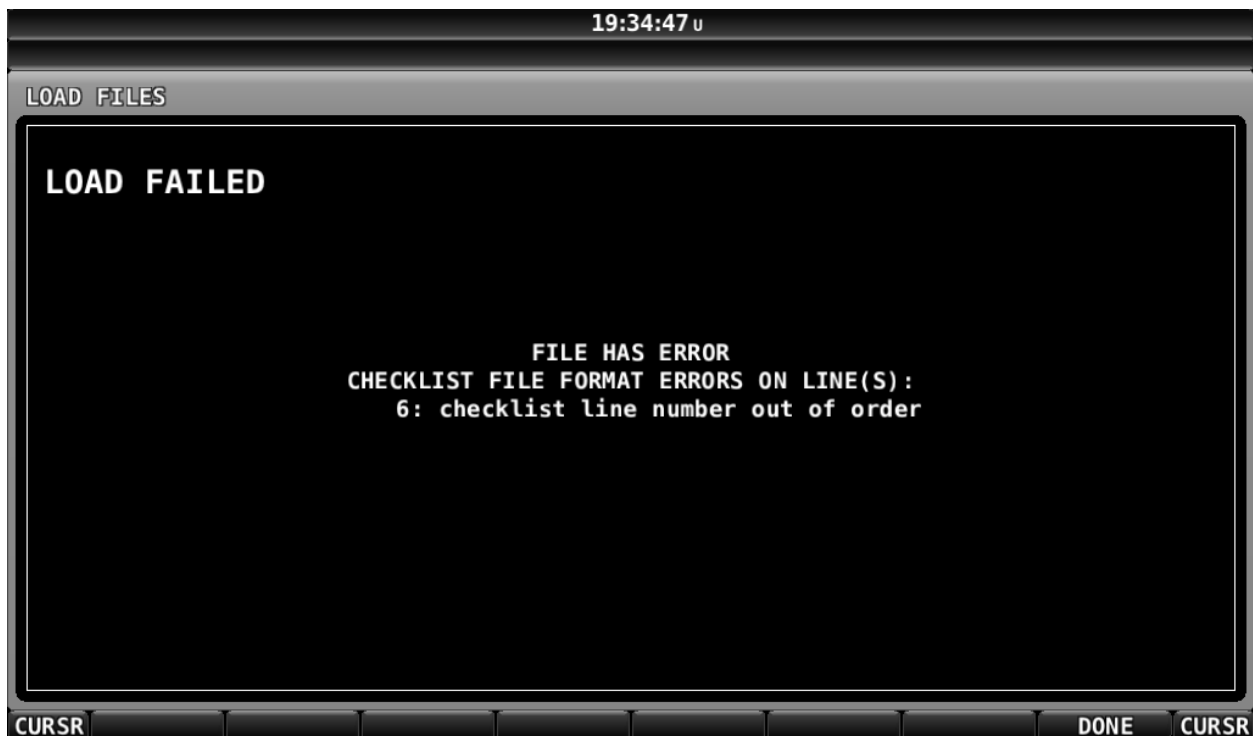 19:34:47 U
LOAD FILES
LOAD FAILED
FILE HAS ERROR
CHECKLIST FILE FORMAT ERRORS ON LINE(S):
6: checklist line number out of order
CURSR DONE CURSR